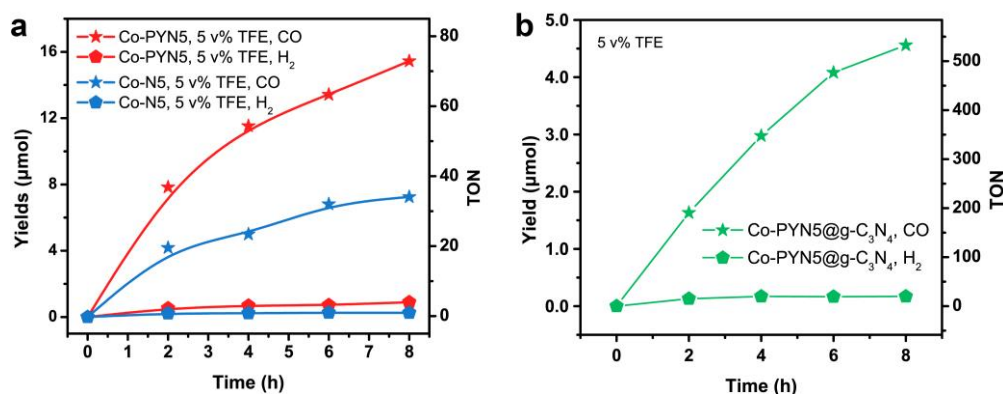 a
Co-PYN5, 5 v% TFE, CO
Co-PYN5, 5 v% TFE, H₂
Co-N5, 5 v% TFE, CO
Co-N5, 5 v% TFE, H₂
Yields (μmol)
16
12
8
4
0
80
60
40
20
0
TON
0 1 2 3 4 5 6 7 8
Time (h)
b
5 v% TFE
Yield (μmol)
5.0
4.0
3.0
2.0
1.0
0.0
500
400
300
200
100
0
TON
Co-PYN5@g-C₃N₄, CO
Co-PYN5@g-C₃N₄, H₂
0 2 4 6 8
Time (h)